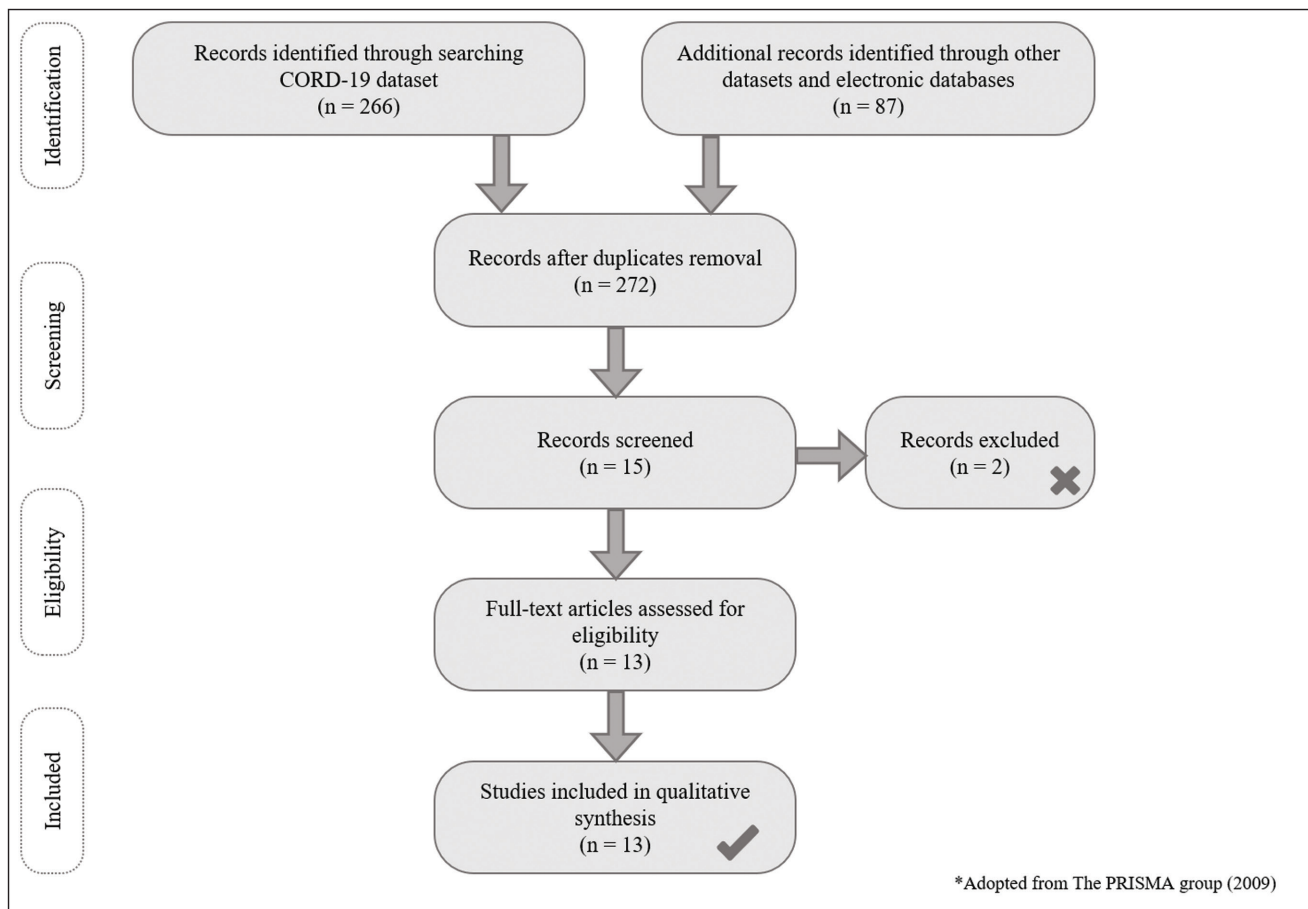 Identification
Records identified through searching
CORD-19 dataset
(n = 266)
Additional records identified through other
datasets and electronic databases
(n = 87)
Screening
Records after duplicates removal
(n = 272)
Records screened
(n = 15)
Records excluded
(n = 2)
Eligibility
Full-text articles assessed for
eligibility
(n = 13)
Included
Studies included in qualitative
synthesis
(n = 13)
*Adopted from The PRISMA group (2009)